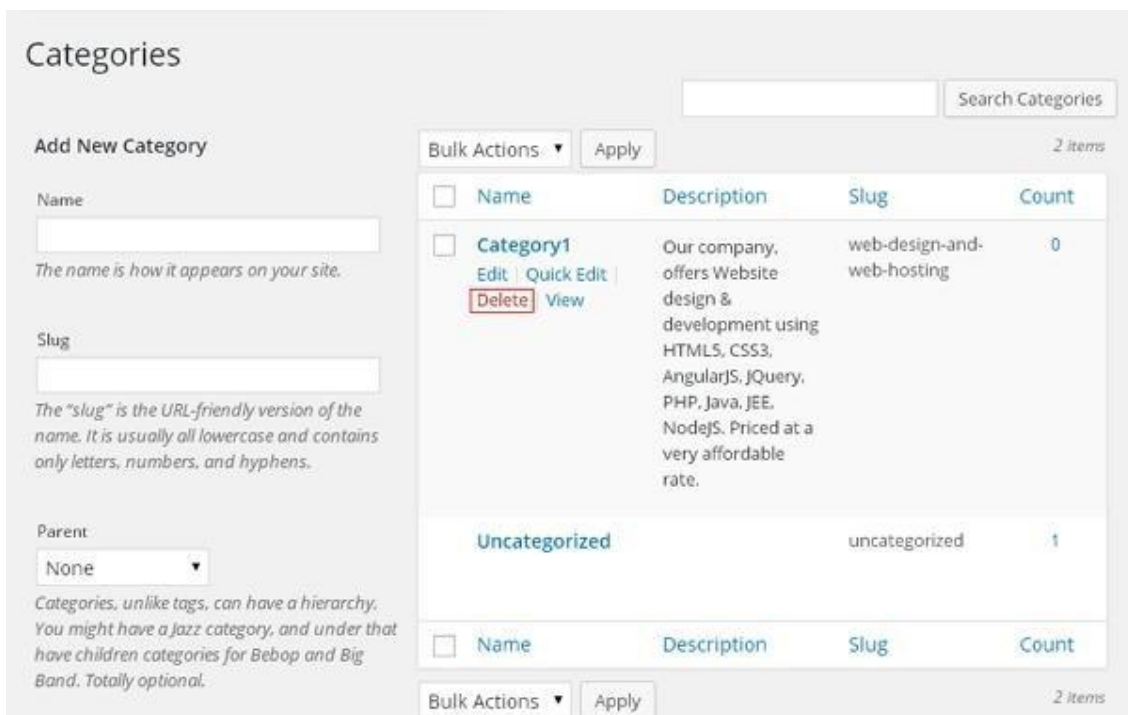 Categories
Search Categories
Add New Category
Bulk Actions
Apply
2 items
Name
The name is how it appears on your site.
Slug
The "slug" is the URL-friendly version of the
name. It is usually all lowercase and contains
only letters, numbers, and hyphens.
Parent
None
Categories, unlike tags, can have a hierarchy.
You might have a Jazz category, and under that
have children categories for Bebop and Big
Band. Totally optional.
Name Description Slug Count
Category1
Edit | Quick Edit |
Delete | View
Our company,
offers Website
design &
development using
HTML5, CSS3,
AngularJS, JQuery,
PHP, Java, JEE,
NodeJS. Priced at a
very affordable
rate.
web-design-and-
web-hosting
0
Uncategorized
uncategorized
1
Name Description Slug Count
Bulk Actions
Apply
2 items